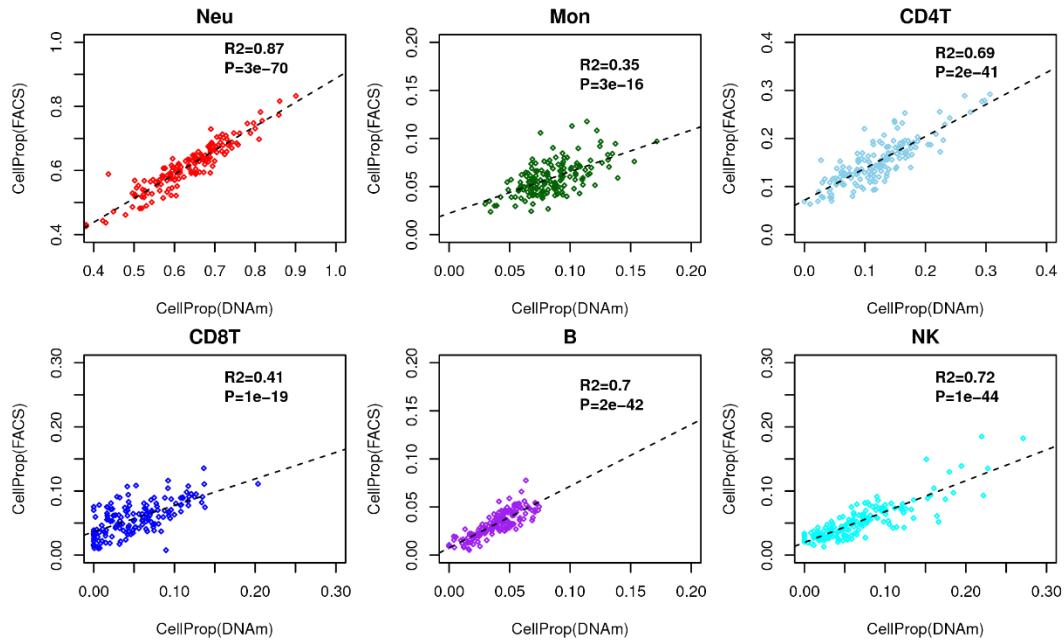 Neu
R2=0.87
P=3e-70
CellProp(FACS)
1.0
0.8
0.6
0.4
0.4 0.5 0.6 0.7 0.8 0.9 1.0
CellProp(DNAm)
Mon
R2=0.35
P=3e-16
CellProp(FACS)
0.20
0.15
0.10
0.05
0.00
0.00 0.05 0.10 0.15 0.20
CellProp(DNAm)
CD4T
R2=0.69
P=2e-41
CellProp(FACS)
0.4
0.3
0.2
0.1
0.0
0.0 0.1 0.2 0.3 0.4
CellProp(DNAm)
CD8T
R2=0.41
P=1e-19
CellProp(FACS)
0.30
0.20
0.10
0.00
0.00 0.10 0.20 0.30
CellProp(DNAm)
B
R2=0.7
P=2e-42
CellProp(FACS)
0.20
0.15
0.10
0.05
0.00
0.00 0.05 0.10 0.15 0.20
CellProp(DNAm)
NK
R2=0.72
P=1e-44
CellProp(FACS)
0.30
0.20
0.10
0.00
0.00 0.10 0.20 0.30
CellProp(DNAm)